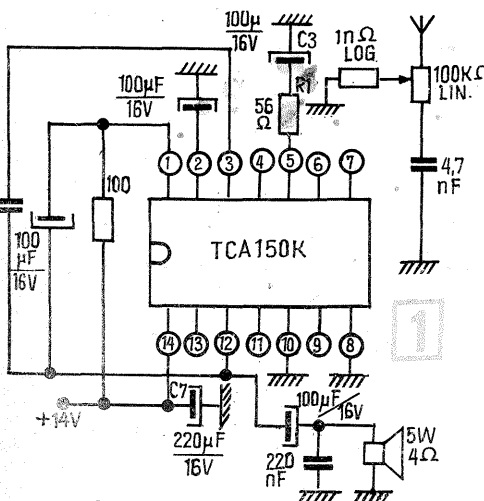 100µ
16V
C3
1nΩ
LOG.
100KΩ
LIN.
100µF
16V
R1
56
Ω
4,7
nF
1 2 3 4 5 6 7
100
100
µF
16V
TCA150K
1
14 13 12 11 10 9 8
C7
+14V
220µF
16V
100µF
16V
220
nF
5W
4Ω